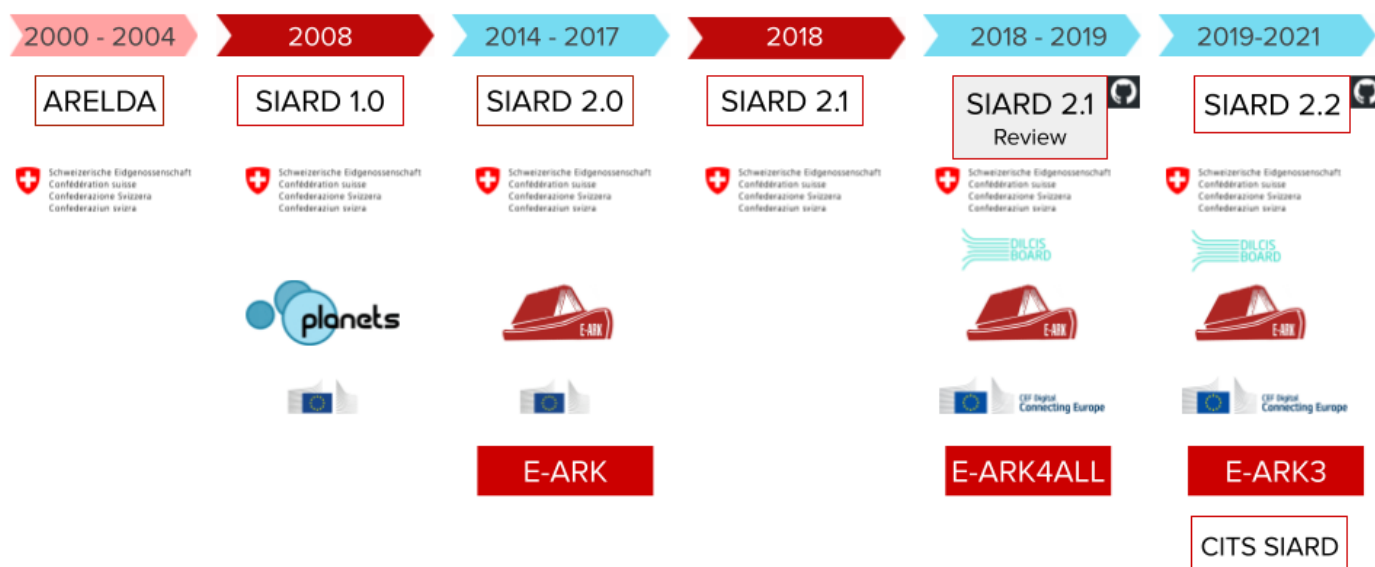 2000 - 2004
2008
2014 - 2017
2018
2018 - 2019
2019-2021
ARELDA
SIARD 1.0
SIARD 2.0
SIARD 2.1
SIARD 2.1
Review
SIARD 2.2
Schweizerische Eidgenossenschaft
Confédération suisse
Confederazione Svizzera
Confederaziun svizra
Schweizerische Eidgenossenschaft
Confédération suisse
Confederazione Svizzera
Confederaziun svizra
Schweizerische Eidgenossenschaft
Confédération suisse
Confederazione Svizzera
Confederaziun svizra
Schweizerische Eidgenossenschaft
Confédération suisse
Confederazione Svizzera
Confederaziun svizra
Schweizerische Eidgenossenschaft
Confédération suisse
Confederazione Svizzera
Confederaziun svizra
Schweizerische Eidgenossenschaft
Confédération suisse
Confederazione Svizzera
Confederaziun svizra
DILCIS
BOARD
DILCIS
BOARD
planets
E-ARK
E-ARK
E-ARK
CEF Digital
Connecting Europe
CEF Digital
Connecting Europe
E-ARK
E-ARK4ALL
E-ARK3
CITS SIARD